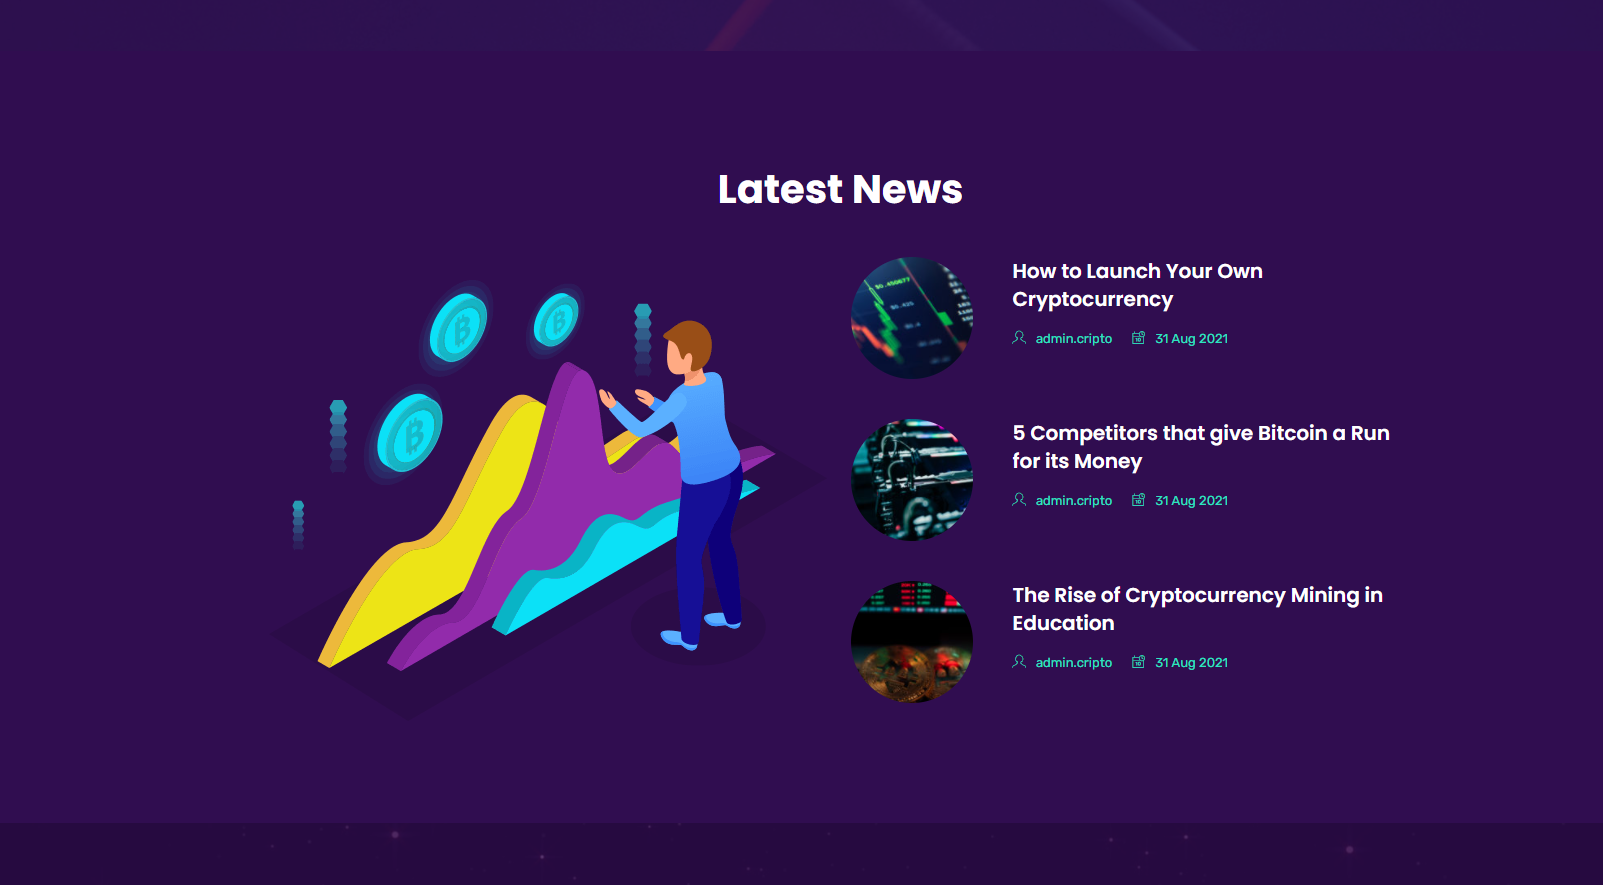 Latest News
How to Launch Your Own
Cryptocurrency
admin.cripto 31 Aug 2021
5 Competitors that give Bitcoin a Run
for its Money
admin.cripto 31 Aug 2021
The Rise of Cryptocurrency Mining in
Education
admin.cripto 31 Aug 2021